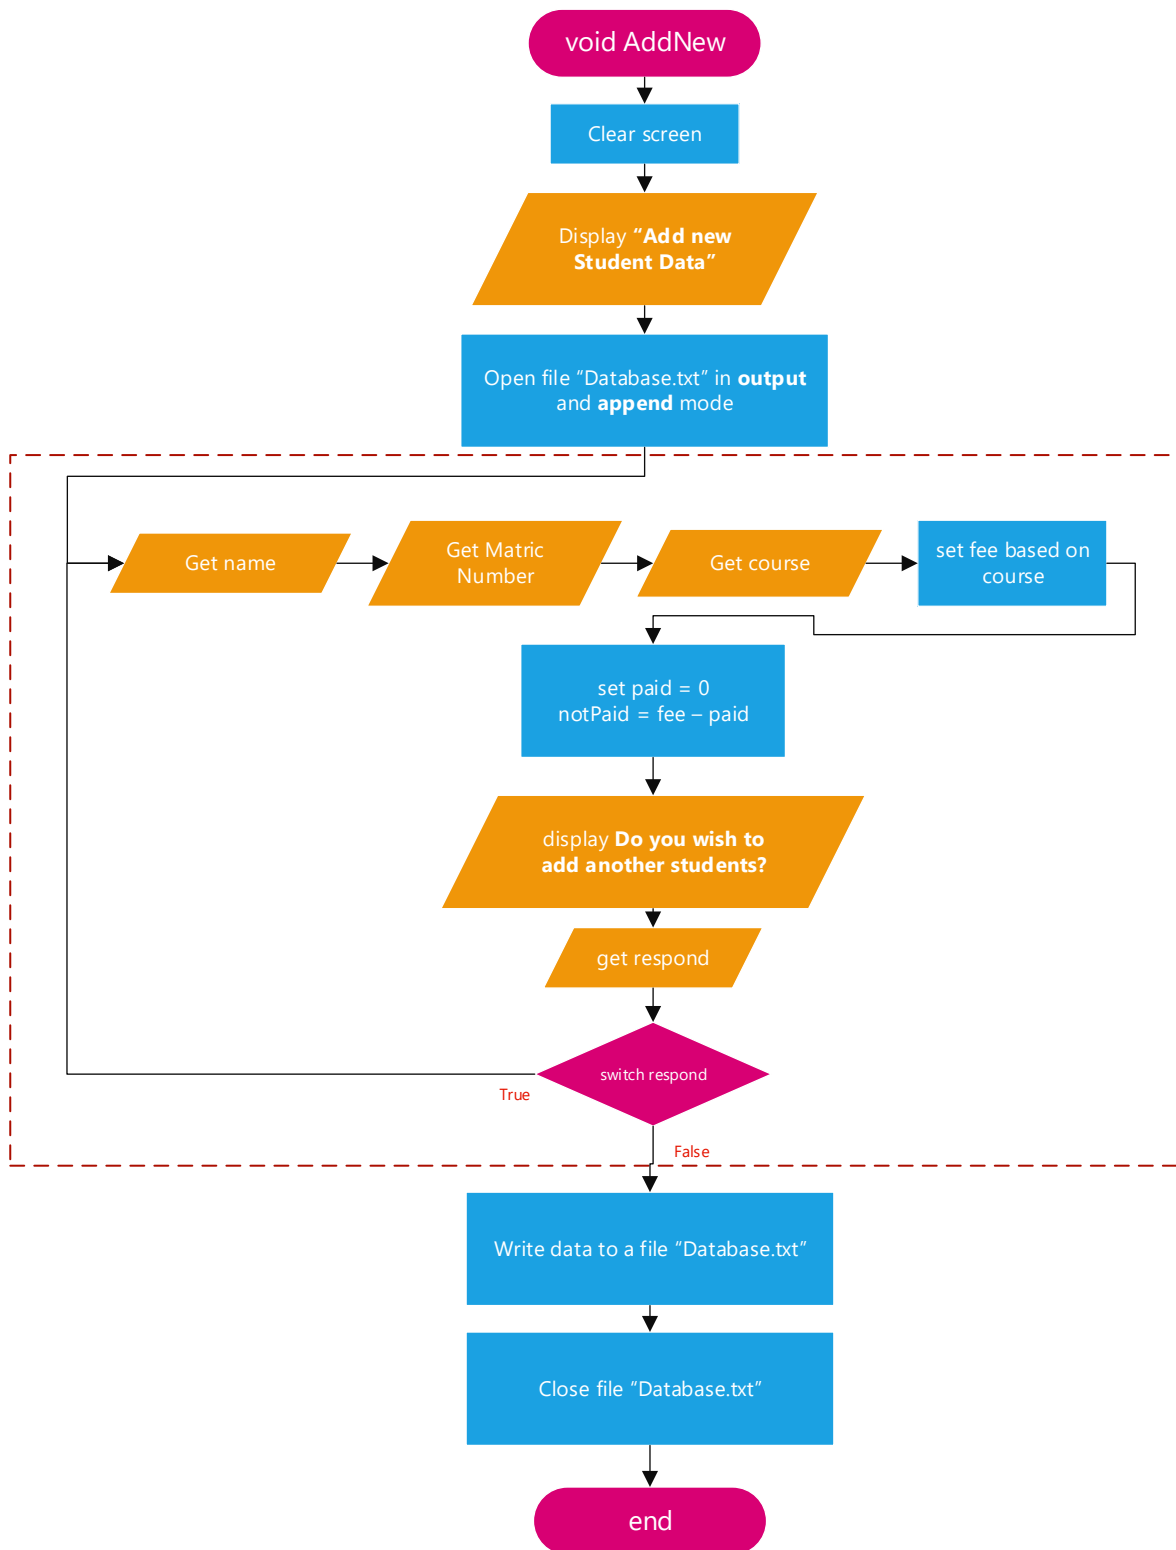 void AddNew
Clear screen
Display “Add new
Student Data”
Open file “Database.txt” in output
and append mode
Get name
Get Matric
Number
Get course
set fee based on
course
set paid = 0
notPaid = fee – paid
display Do you wish to
add another students?
get respond
switch respond
True
False
Write data to a file “Database.txt”
Close file “Database.txt”
end